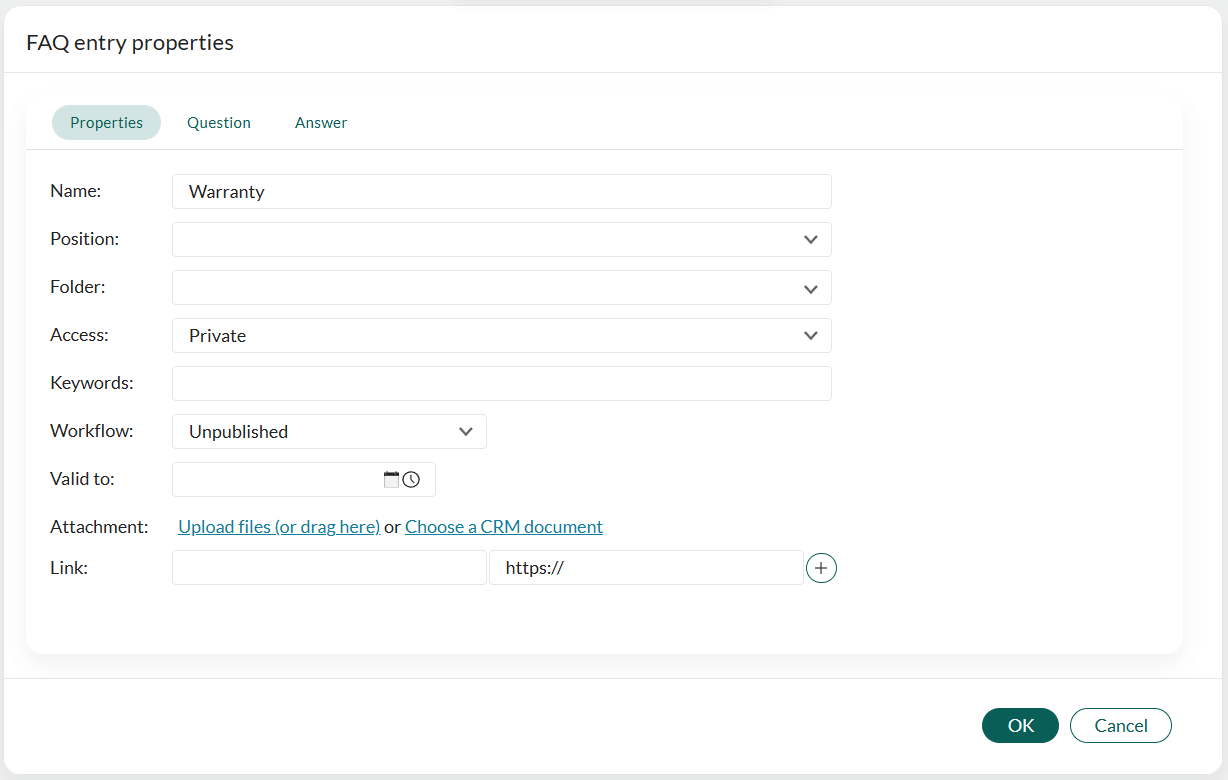 FAQ entry properties
Properties Question Answer
Name: Warranty
Position:
Folder:
Access: Private
Keywords:
Workflow: Unpublished
Valid to:
Attachment: Upload files (or drag here) or Choose a CRM document
Link: https://
OK Cancel